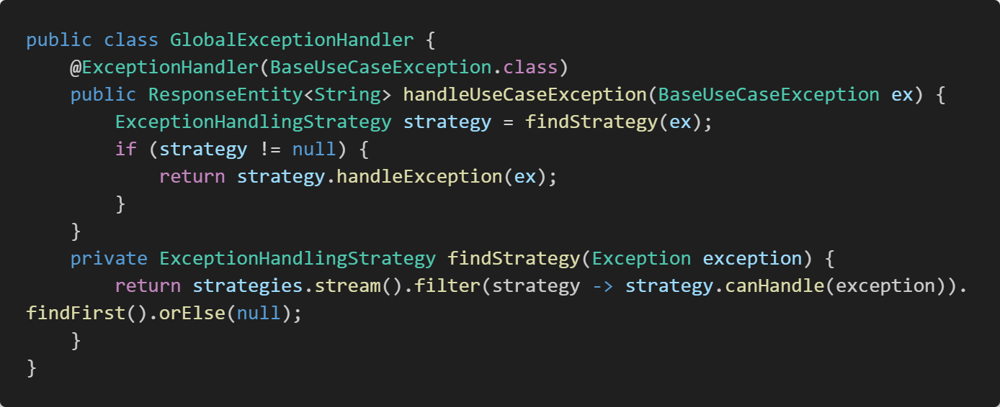 public class GlobalExceptionHandler {
    @ExceptionHandler(BaseUseCaseException.class)
    public ResponseEntity<String> handleUseCaseException(BaseUseCaseException ex) {
        ExceptionHandlingStrategy strategy = findStrategy(ex);
        if (strategy != null) {
            return strategy.handleException(ex);
        }
    }
    private ExceptionHandlingStrategy findStrategy(Exception exception) {
        return strategies.stream().filter(strategy -> strategy.canHandle(exception)).
findFirst().orElse(null);
    }
}